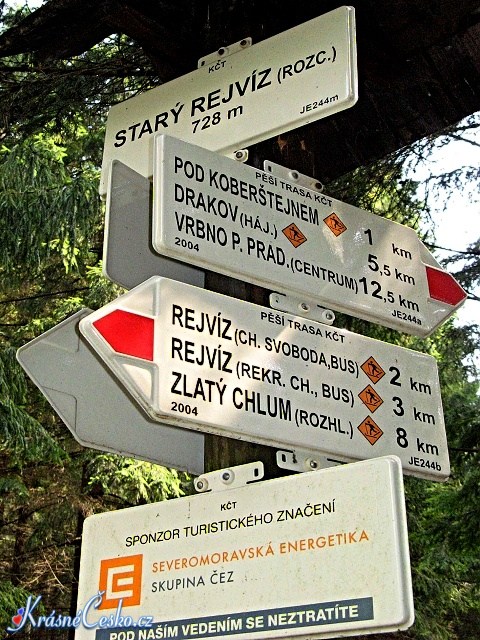 KČT
STARÝ REJVÍZ (ROZC.)
728 m
JE244m
PĚŠÍ TRASA KČT
POD KOBERŠTEJNEM 1 km
DRAKOV (HÁJ.) 5,5 km
VRBNO P. PRAD. (CENTRUM) 12,5 km
2004
JE244a
PĚŠÍ TRASA KČT
REJVÍZ (CH. SVOBODA, BUS) 2 km
REJVÍZ (REKR. CH., BUS) 3 km
ZLATÝ CHLUM (ROZHL.) 8 km
2004
JE244b
KČT
SPONZOR TURISTICKÉHO ZNAČENÍ
SEVEROMORAVSKÁ ENERGETIKA
SKUPINA ČEZ
POD NAŠÍM VEDENÍM SE NEZTRATÍTE
KrásnéČesko.cz